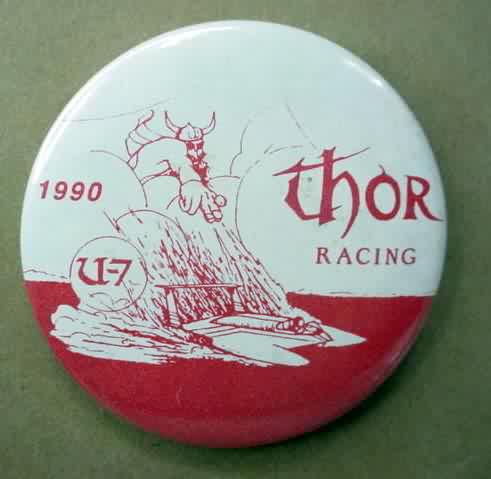 1990
thOR
RACING
U-7